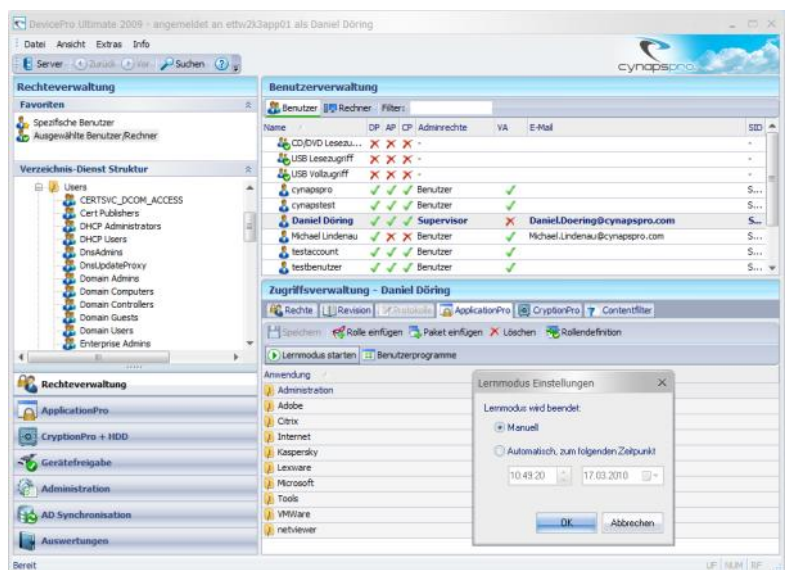 DevicePro Ultimate 2009 - angemeldet an ettw2k3app01 als Daniel Döring
Datei Ansicht Extras Info
Server Zurück Vor Suchen
cynapspro
Rechteverwaltung
Favoriten
Spezifische Benutzer
Ausgewählte Benutzer/Rechner
Verzeichnis-Dienst Struktur
Users
CERTSVC_DCOM_ACCESS
Cert Publishers
DHCP Administrators
DHCP Users
DnsAdmins
DnsUpdateProxy
Domain Admins
Domain Computers
Domain Controllers
Domain Guests
Domain Users
Enterprise Admins
Rechteverwaltung
ApplicationPro
CryptionPro + HDD
Gerätefreigabe
Administration
AD Synchronisation
Auswertungen
Benutzerverwaltung
Benutzer Rechner Filter:
Name DP AP CP Adminrechte VA E-Mail SID
CD/DVD Lesezu... - -
USB Lesezugriff - -
USB Vollzugriff - -
cynapspro Benutzer S...
cynapstest Benutzer S...
Daniel Döring Supervisor Daniel.Doering@cynapspro.com S...
Michael Lindenau Benutzer Michael.Lindenau@cynapspro.com S...
testaccount Benutzer S...
testbenutzer Benutzer S...
Zugriffsverwaltung - Daniel Döring
Rechte Revision Protokolle ApplicationPro CryptionPro Contentfilter
Speichern Rolle einfügen Paket einfügen Löschen Rollendefinition
Lernmodus starten Benutzerprogramme
Anwendung
Administration
Adobe
Citrix
Internet
Kaspersky
Lexware
Microsoft
Tools
VMWare
netviewer
Lernmodus Einstellungen
Lernmodus wird beendet:
Manuell
Automatisch, zum folgenden Zeitpunkt
10:49:20 17.03.2010
OK Abbrechen
Bereit UF NUM RF